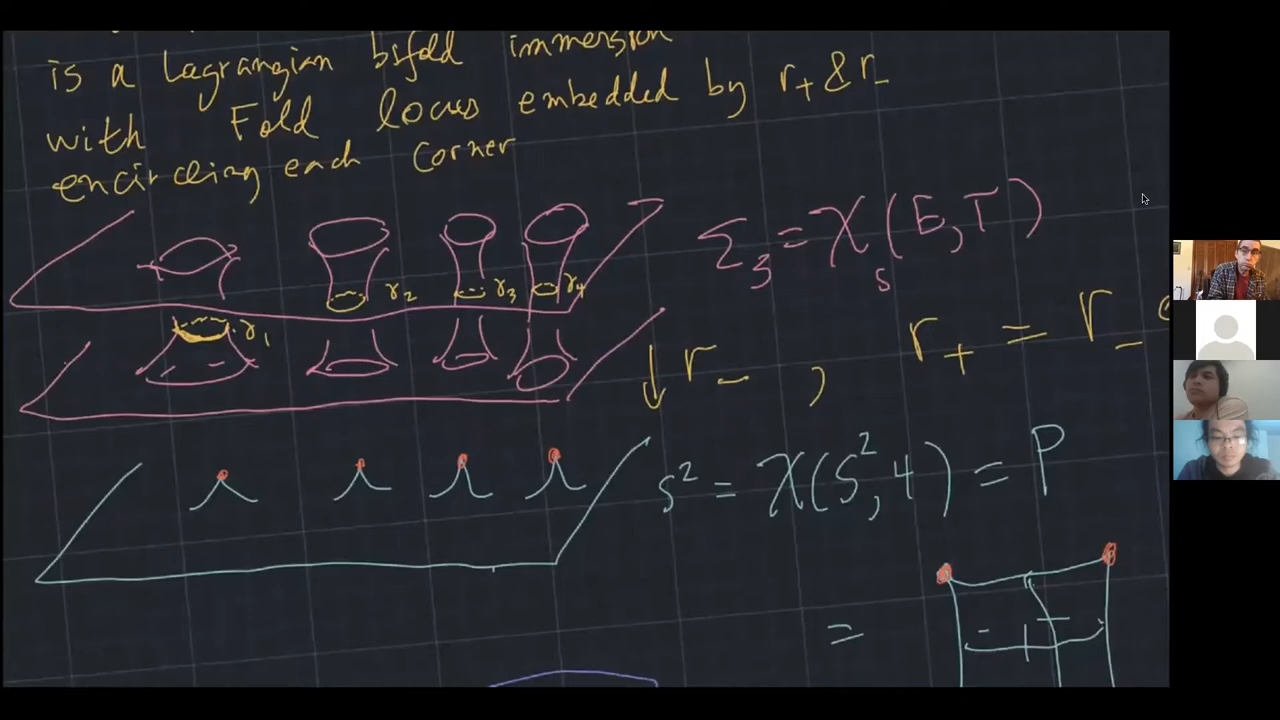 is a Lagrangian bifold immersion
with Fold locus embedded by r₊ & r₋
encircling each corner
Σ₃ = χₛ(E,T)
γ₁ γ₂ γ₃ γ₄
↓ r₋ , r₊ = r₋
S² = χ(S²,4) = P
=